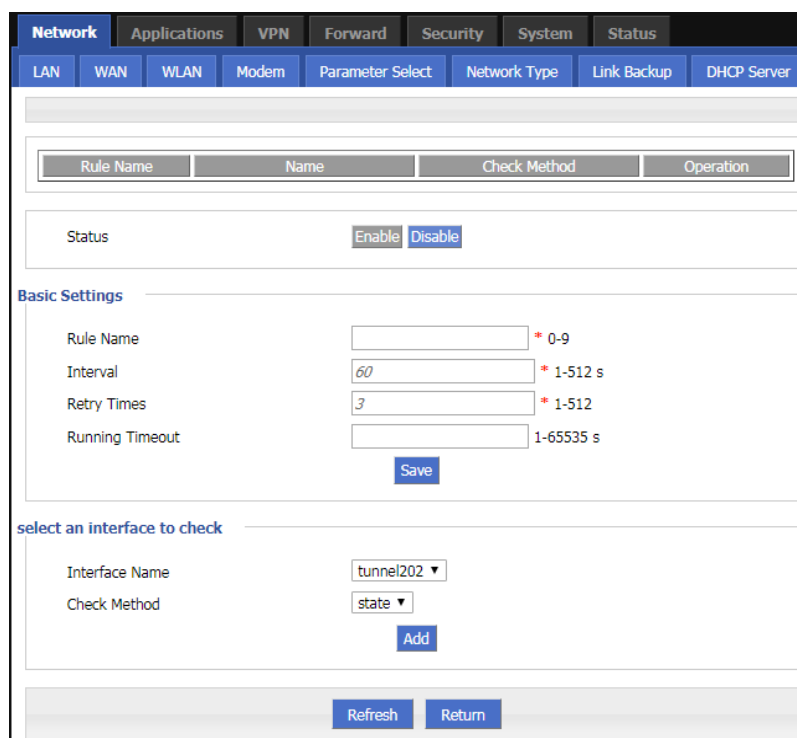 Network Applications VPN Forward Security System Status
LAN WAN WLAN Modem Parameter Select Network Type Link Backup DHCP Server
Rule Name Name Check Method Operation
Status Enable Disable
Basic Settings
Rule Name * 0-9
Interval 60 * 1-512 s
Retry Times 3 * 1-512
Running Timeout 1-65535 s
Save
select an interface to check
Interface Name tunnel202 ▼
Check Method state ▼
Add
Refresh Return